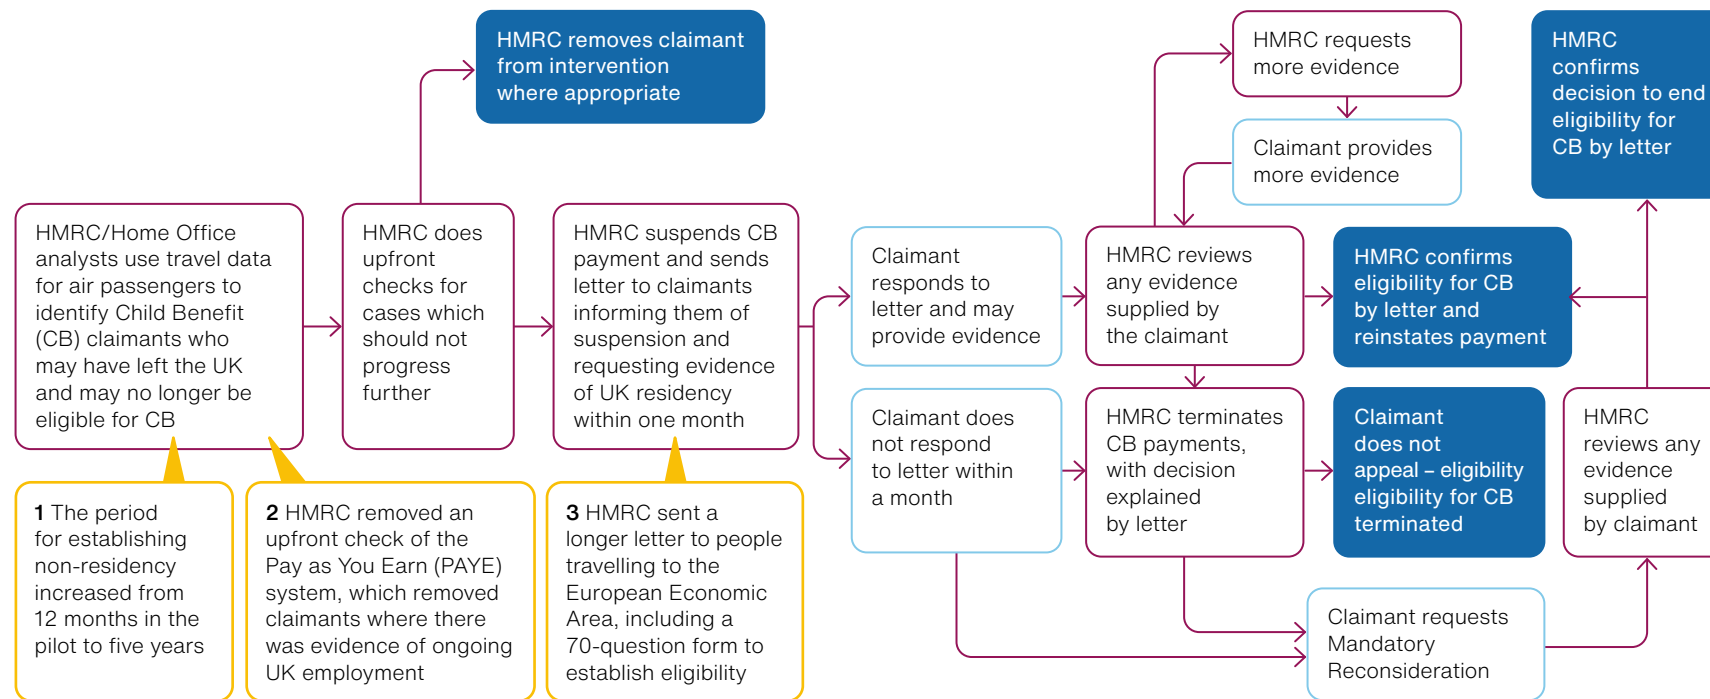 HMRC removes claimant
from intervention
where appropriate
HMRC requests
more evidence
HMRC
confirms
decision to end
eligibility for
CB by letter
Claimant provides
more evidence
HMRC/Home Office
analysts use travel data
for air passengers to
identify Child Benefit
(CB) claimants who
may have left the UK
and may no longer be
eligible for CB
HMRC does
upfront
checks for
cases which
should not
progress
further
HMRC suspends CB
payment and sends
letter to claimants
informing them of
suspension and
requesting evidence
of UK residency
within one month
Claimant
responds to
letter and may
provide evidence
HMRC reviews
any evidence
supplied by
the claimant
HMRC confirms
eligibility for CB
by letter and
reinstates payment
Claimant does
not respond
to letter within
a month
HMRC terminates
CB payments,
with decision
explained
by letter
Claimant
does not
appeal – eligibility
eligibility for CB
terminated
HMRC
reviews any
evidence
supplied
by claimant
1 The period
for establishing
non-residency
increased from
12 months in the
pilot to five years
2 HMRC removed an
upfront check of the
Pay as You Earn (PAYE)
system, which removed
claimants where there
was evidence of ongoing
UK employment
3 HMRC sent a
longer letter to people
travelling to the
European Economic
Area, including a
70-question form to
establish eligibility
Claimant requests
Mandatory
Reconsideration